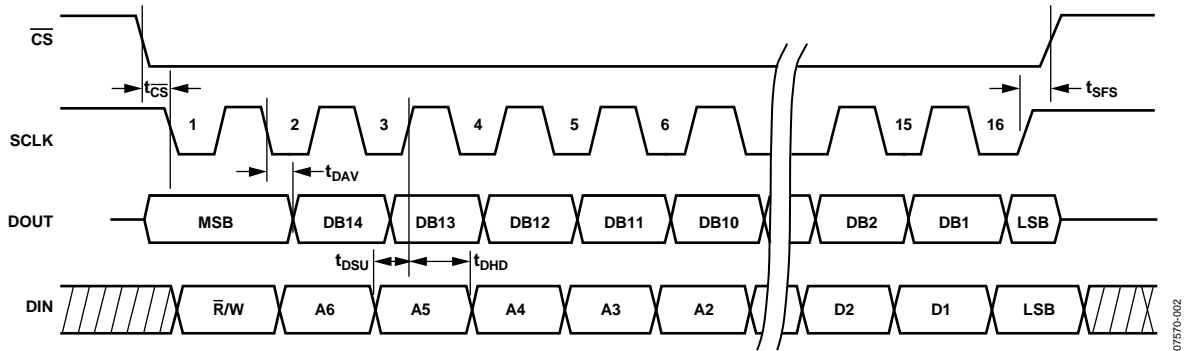 CS
tCS
tSFS
SCLK
1 2 3 4 5 6 15 16
tDAV
DOUT
MSB DB14 DB13 DB12 DB11 DB10 DB2 DB1 LSB
tDSU tDHD
DIN
R/W A6 A5 A4 A3 A2 D2 D1 LSB
07570-002